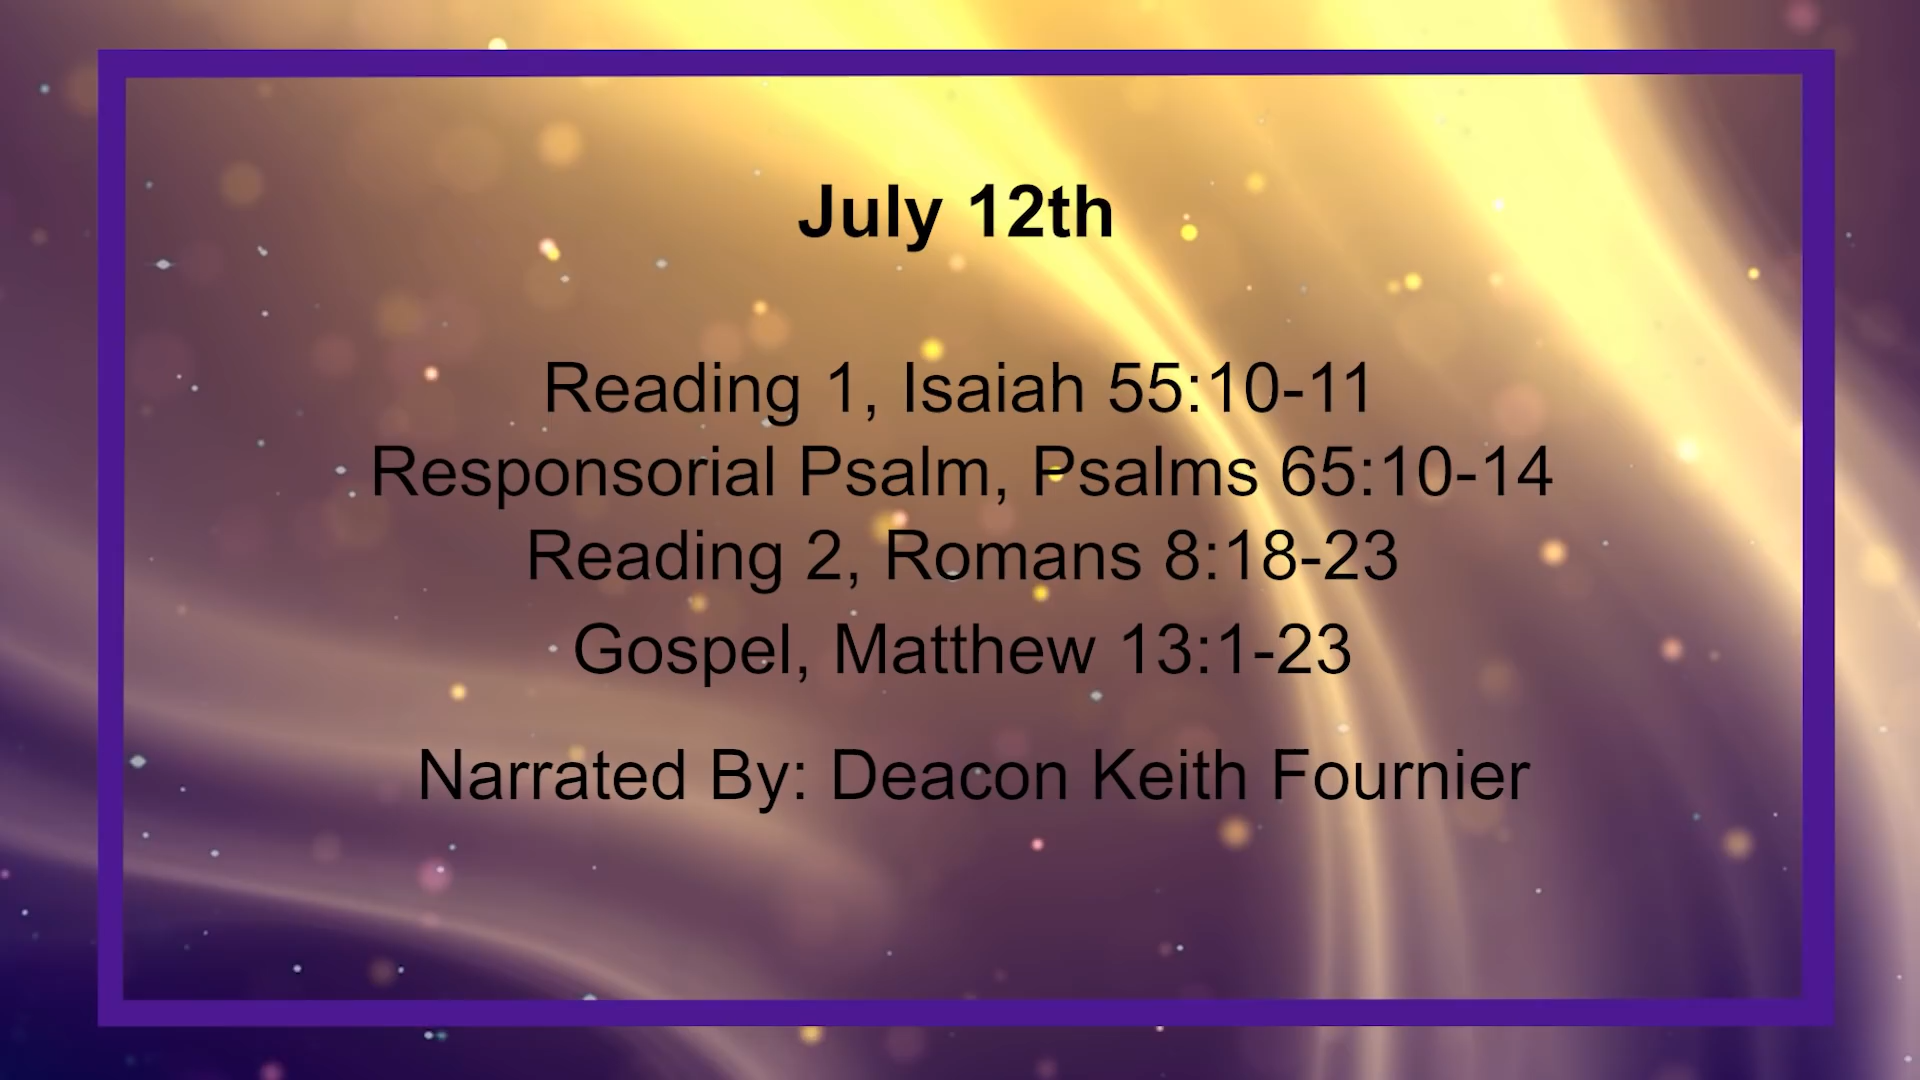 July 12th
Reading 1, Isaiah 55:10-11
Responsorial Psalm, Psalms 65:10-14
Reading 2, Romans 8:18-23
Gospel, Matthew 13:1-23
Narrated By: Deacon Keith Fournier